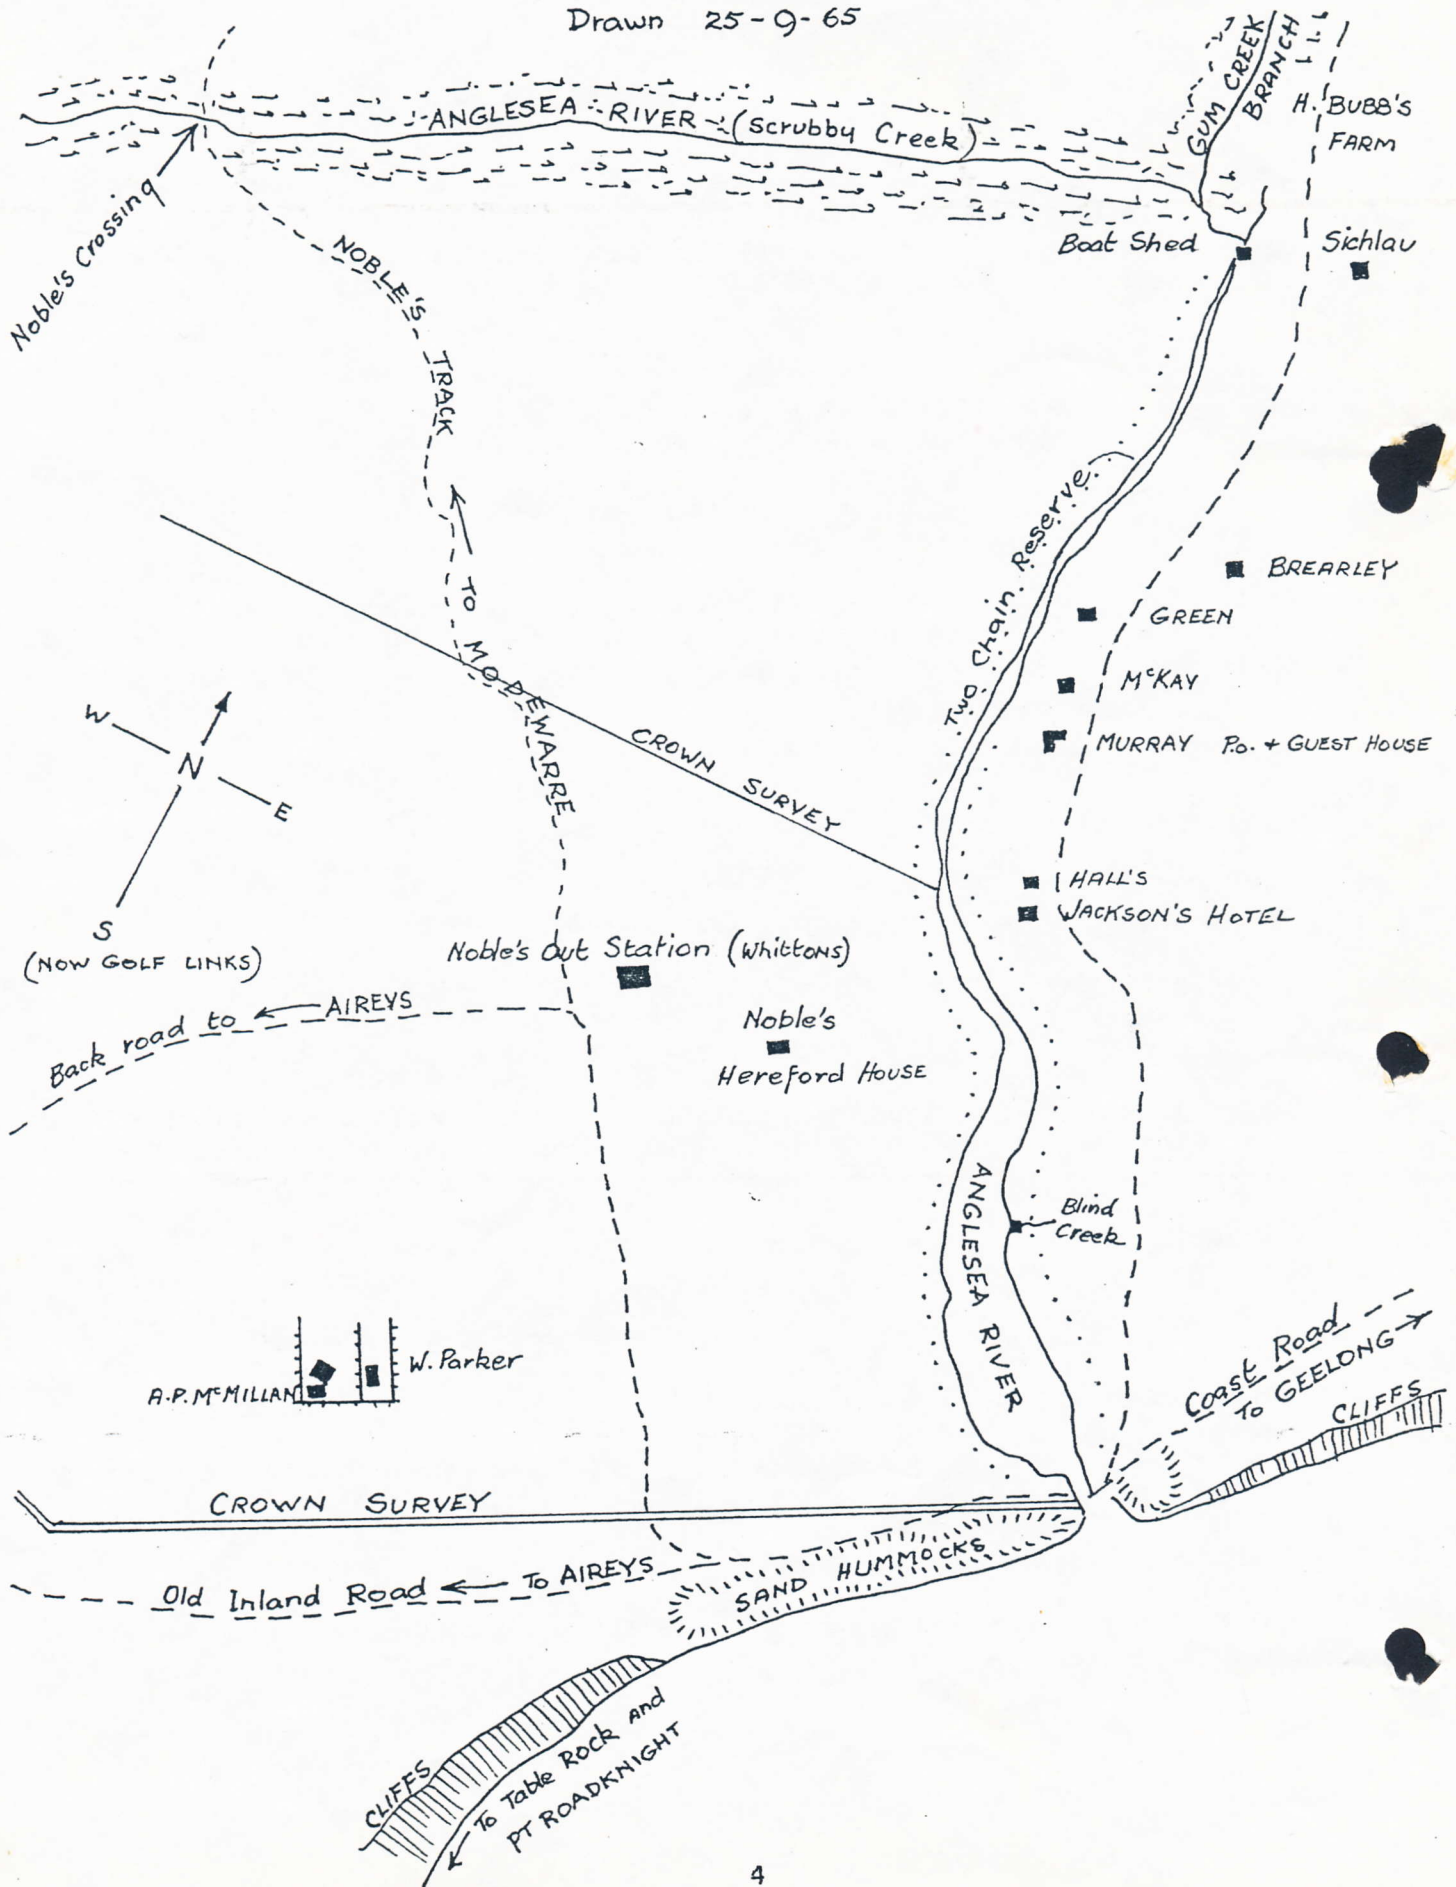 Drawn 25-9-65
GUM CREEK
BRANCH
H. BUBB'S
FARM
ANGLESEA RIVER (Scrubby Creek)
Noble's Crossing
Boat Shed
Sichlau
NOBLE'S TRACK
TO MODEWARRE
Two Chain Reserve
BREARLEY
GREEN
McKAY
MURRAY P.O. + GUEST HOUSE
CROWN SURVEY
W
N
E
S
HALL'S
JACKSON'S HOTEL
(NOW GOLF LINKS)
Noble's Out Station (Whittons)
Back road to AIREYS
Noble's
Hereford HOUSE
ANGLESEA RIVER
Blind
Creek
W. Parker
A.P. McMILLAN
Coast Road
To GEELONG
CLIFFS
CROWN SURVEY
SAND HUMMOCKS
Old Inland Road To AIREYS
CLIFFS
To Table Rock and
PT ROADKNIGHT
4